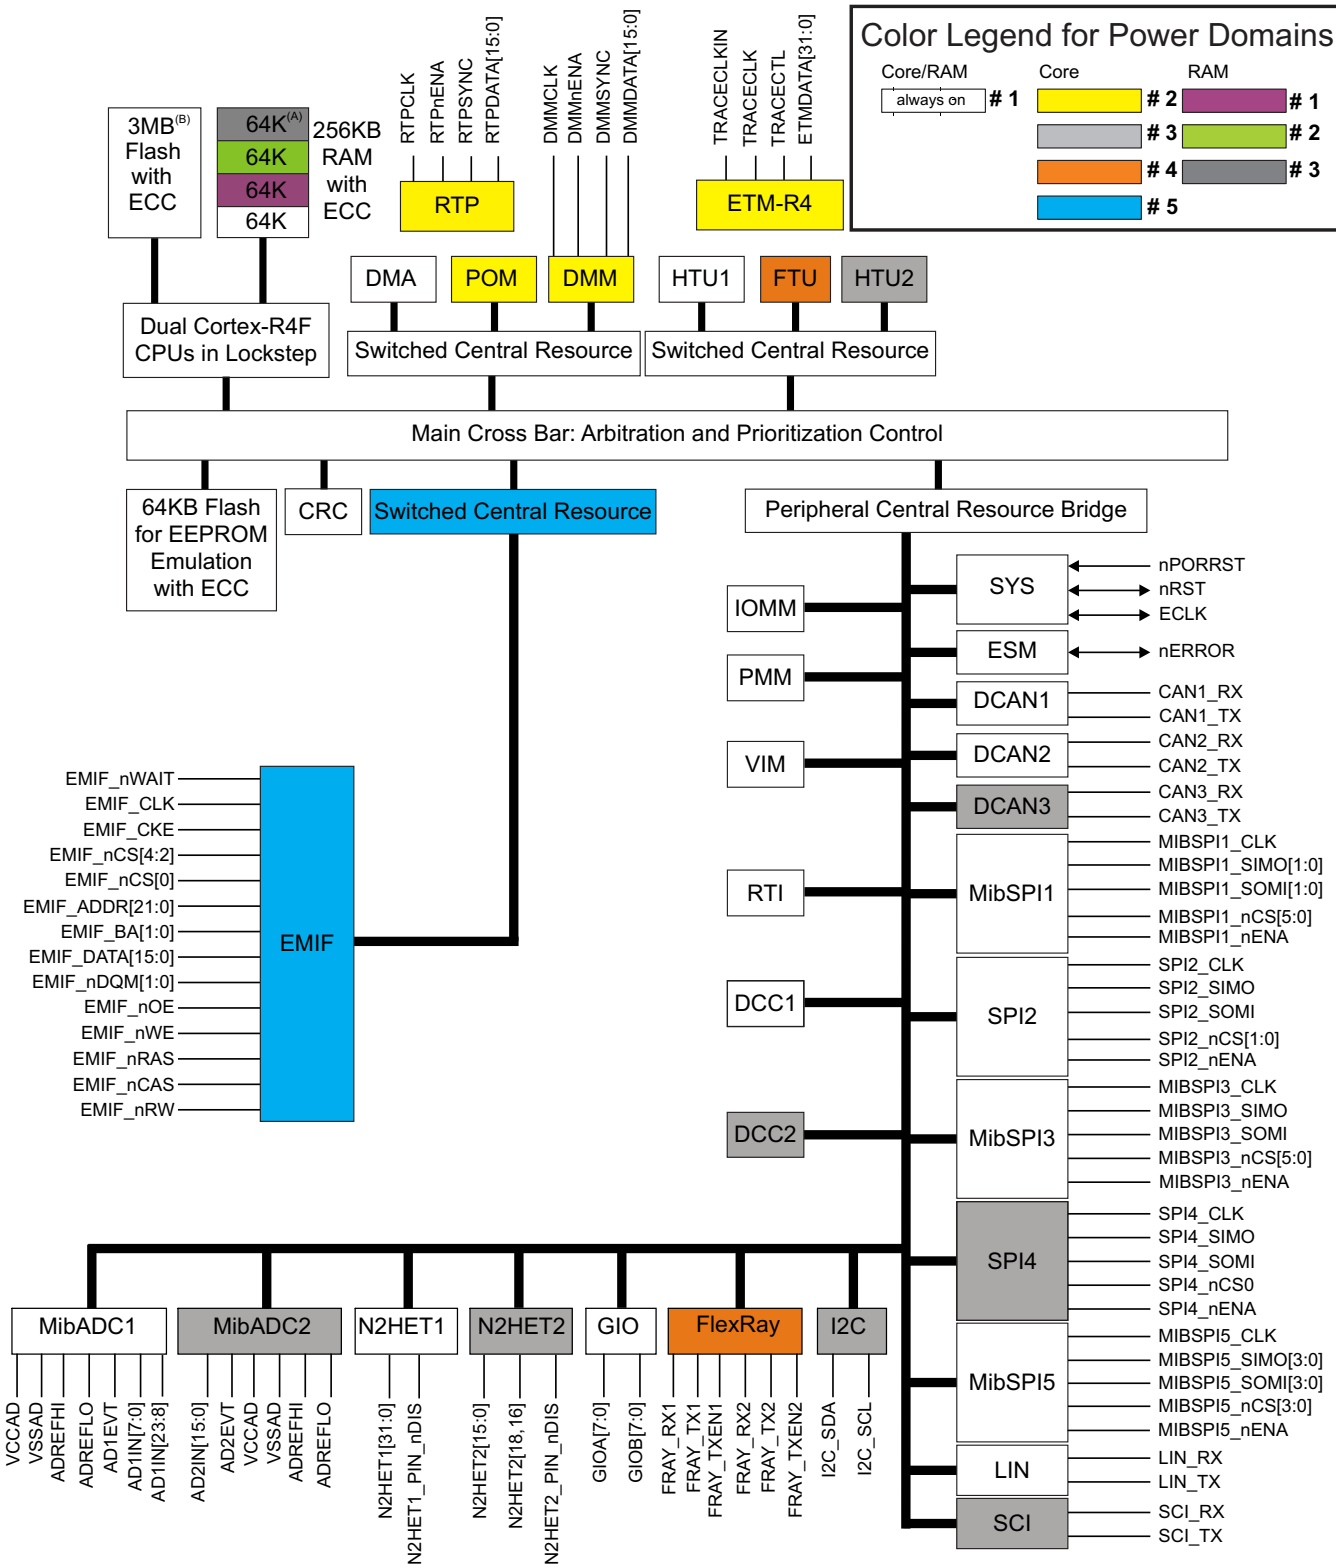 Color Legend for Power Domains
Core/RAM
Core
RAM
always on
# 1
# 2
# 1
# 3
# 2
# 4
# 3
# 5
3MB(B)
Flash
with
ECC
64K(A)
64K
64K
64K
256KB
RAM
with
ECC
RTPCLK
RTPnENA
RTPSYNC
RTPDATA[15:0]
RTP
DMMCLK
DMMnENA
DMMSYNC
DMMDATA[15:0]
TRACECLKIN
TRACECLK
TRACECTL
ETMDATA[31:0]
ETM-R4
DMA
POM
DMM
HTU1
FTU
HTU2
Dual Cortex-R4F
CPUs in Lockstep
Switched Central Resource
Switched Central Resource
Main Cross Bar: Arbitration and Prioritization Control
64KB Flash
for EEPROM
Emulation
with ECC
CRC
Switched Central Resource
Peripheral Central Resource Bridge
IOMM
PMM
VIM
RTI
DCC1
DCC2
SYS
nPORRST
nRST
ECLK
ESM
nERROR
DCAN1
CAN1_RX
CAN1_TX
DCAN2
CAN2_RX
CAN2_TX
DCAN3
CAN3_RX
CAN3_TX
MibSPI1
MIBSPI1_CLK
MIBSPI1_SIMO[1:0]
MIBSPI1_SOMI[1:0]
MIBSPI1_nCS[5:0]
MIBSPI1_nENA
SPI2
SPI2_CLK
SPI2_SIMO
SPI2_SOMI
SPI2_nCS[1:0]
SPI2_nENA
MibSPI3
MIBSPI3_CLK
MIBSPI3_SIMO
MIBSPI3_SOMI
MIBSPI3_nCS[5:0]
MIBSPI3_nENA
SPI4
SPI4_CLK
SPI4_SIMO
SPI4_SOMI
SPI4_nCS0
SPI4_nENA
MibSPI5
MIBSPI5_CLK
MIBSPI5_SIMO[3:0]
MIBSPI5_SOMI[3:0]
MIBSPI5_nCS[3:0]
MIBSPI5_nENA
LIN
LIN_RX
LIN_TX
SCI
SCI_RX
SCI_TX
EMIF_nWAIT
EMIF_CLK
EMIF_CKE
EMIF_nCS[4:2]
EMIF_nCS[0]
EMIF_ADDR[21:0]
EMIF_BA[1:0]
EMIF_DATA[15:0]
EMIF_nDQM[1:0]
EMIF_nOE
EMIF_nWE
EMIF_nRAS
EMIF_nCAS
EMIF_nRW
EMIF
MibADC1
MibADC2
N2HET1
N2HET2
GIO
FlexRay
I2C
VCCAD
VSSAD
ADREFHI
ADREFLO
AD1EVT
AD1IN[7:0]
AD1IN[23:8]
AD2IN[15:0]
AD2EVT
VCCAD
VSSAD
ADREFHI
ADREFLO
N2HET1[31:0]
N2HET1_PIN_nDIS
N2HET2[15:0]
N2HET2[18,16]
N2HET2_PIN_nDIS
GIOA[7:0]
GIOB[7:0]
FRAY_RX1
FRAY_TX1
FRAY_TXEN1
FRAY_RX2
FRAY_TX2
FRAY_TXEN2
I2C_SDA
I2C_SCL